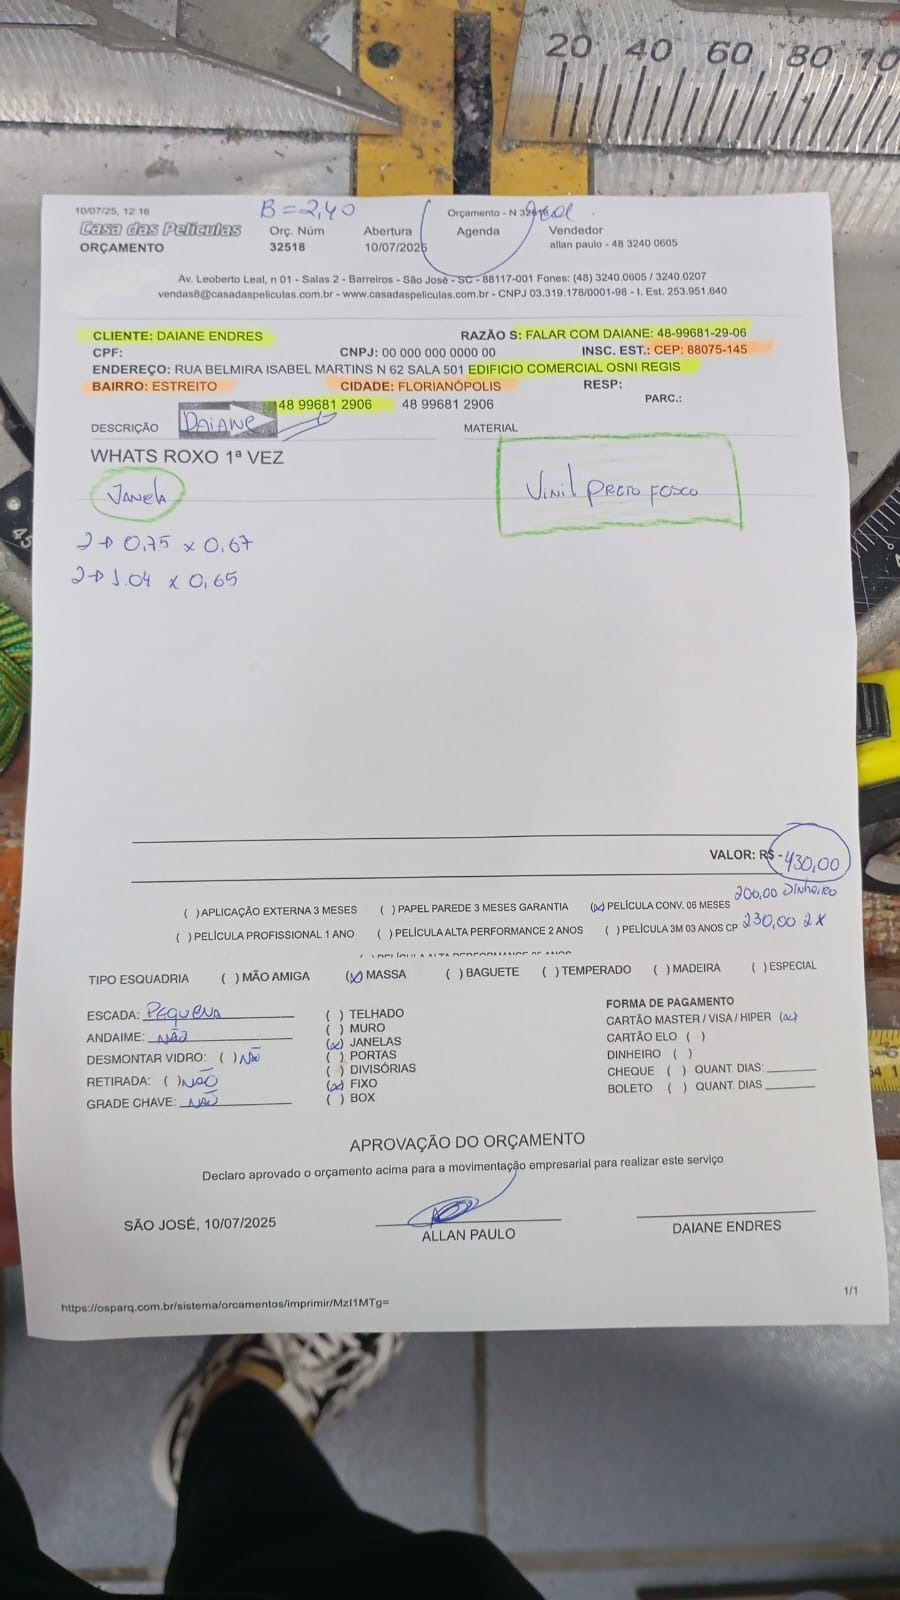 20 40 60 80 10
10/07/25, 12:16
B=2,40
Orçamento - N
Casa das Películas
Orç. Núm
Abertura
Agenda
Vendedor
ORÇAMENTO
32518
10/07/2025
allan paulo - 48 3240 0605
Av. Leoberto Leal, n 01 - Salas 2 - Barreiros - São José - SC - 88117-001 Fones: (48) 3240.0605 / 3240.0207
vendas8@casadaspeliculas.com.br - www.casadaspeliculas.com.br - CNPJ 03.319.178/0001-98 - I. Est. 253.951.640
CLIENTE: DAIANE ENDRES RAZÃO S: FALAR COM DAIANE: 48-99681-29-06
CPF: CNPJ: 00 000 000 0000 00 INSC. EST.: CEP: 88075-145
ENDEREÇO: RUA BELMIRA ISABEL MARTINS N 62 SALA 501 EDIFICIO COMERCIAL OSNI REGIS
BAIRRO: ESTREITO CIDADE: FLORIANÓPOLIS RESP:
48 99681 2906 48 99681 2906 PARC.:
DESCRIÇÃO DAIANE MATERIAL
WHATS ROXO 1ª VEZ
Janela
Vinil preto fosco
2→ 0,75 x 0,67
2→ 1.04 x 0,65
VALOR: R$ - 430,00
200,00 Dinheiro
( ) APLICAÇÃO EXTERNA 3 MESES ( ) PAPEL PAREDE 3 MESES GARANTIA (x) PELÍCULA CONV. 06 MESES
( ) PELÍCULA PROFISSIONAL 1 ANO ( ) PELÍCULA ALTA PERFORMANCE 2 ANOS ( ) PELÍCULA 3M 03 ANOS CP 230,00 2x
TIPO ESQUADRIA ( ) MÃO AMIGA (x) MASSA ( ) BAGUETE ( ) TEMPERADO ( ) MADEIRA ( ) ESPECIAL
ESCADA: PEQUENA
ANDAIME: NÃO
DESMONTAR VIDRO: ( ) NÃO
RETIRADA: ( ) NÃO
GRADE CHAVE: NÃO
( ) TELHADO
( ) MURO
(x) JANELAS
( ) PORTAS
( ) DIVISÓRIAS
(x) FIXO
( ) BOX
FORMA DE PAGAMENTO
CARTÃO MASTER / VISA / HIPER (x)
CARTÃO ELO ( )
DINHEIRO ( )
CHEQUE ( ) QUANT. DIAS:
BOLETO ( ) QUANT. DIAS
APROVAÇÃO DO ORÇAMENTO
Declaro aprovado o orçamento acima para a movimentação empresarial para realizar este serviço
SÃO JOSÉ, 10/07/2025
ALLAN PAULO
DAIANE ENDRES
1/1
https://osparq.com.br/sistema/orcamentos/imprimir/MzI1MTg=